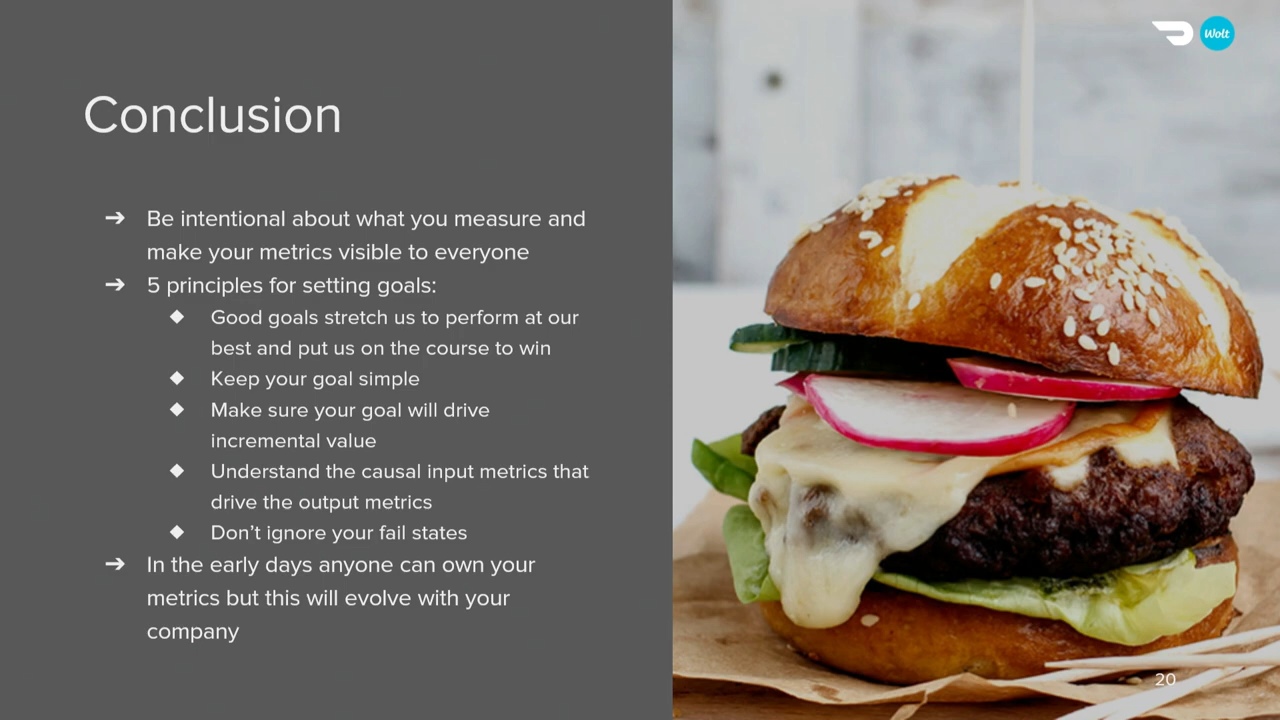 Wolt
Conclusion
➔ Be intentional about what you measure and
make your metrics visible to everyone
➔ 5 principles for setting goals:
◆ Good goals stretch us to perform at our
best and put us on the course to win
◆ Keep your goal simple
◆ Make sure your goal will drive
incremental value
◆ Understand the causal input metrics that
drive the output metrics
◆ Don’t ignore your fail states
➔ In the early days anyone can own your
metrics but this will evolve with your
company
20